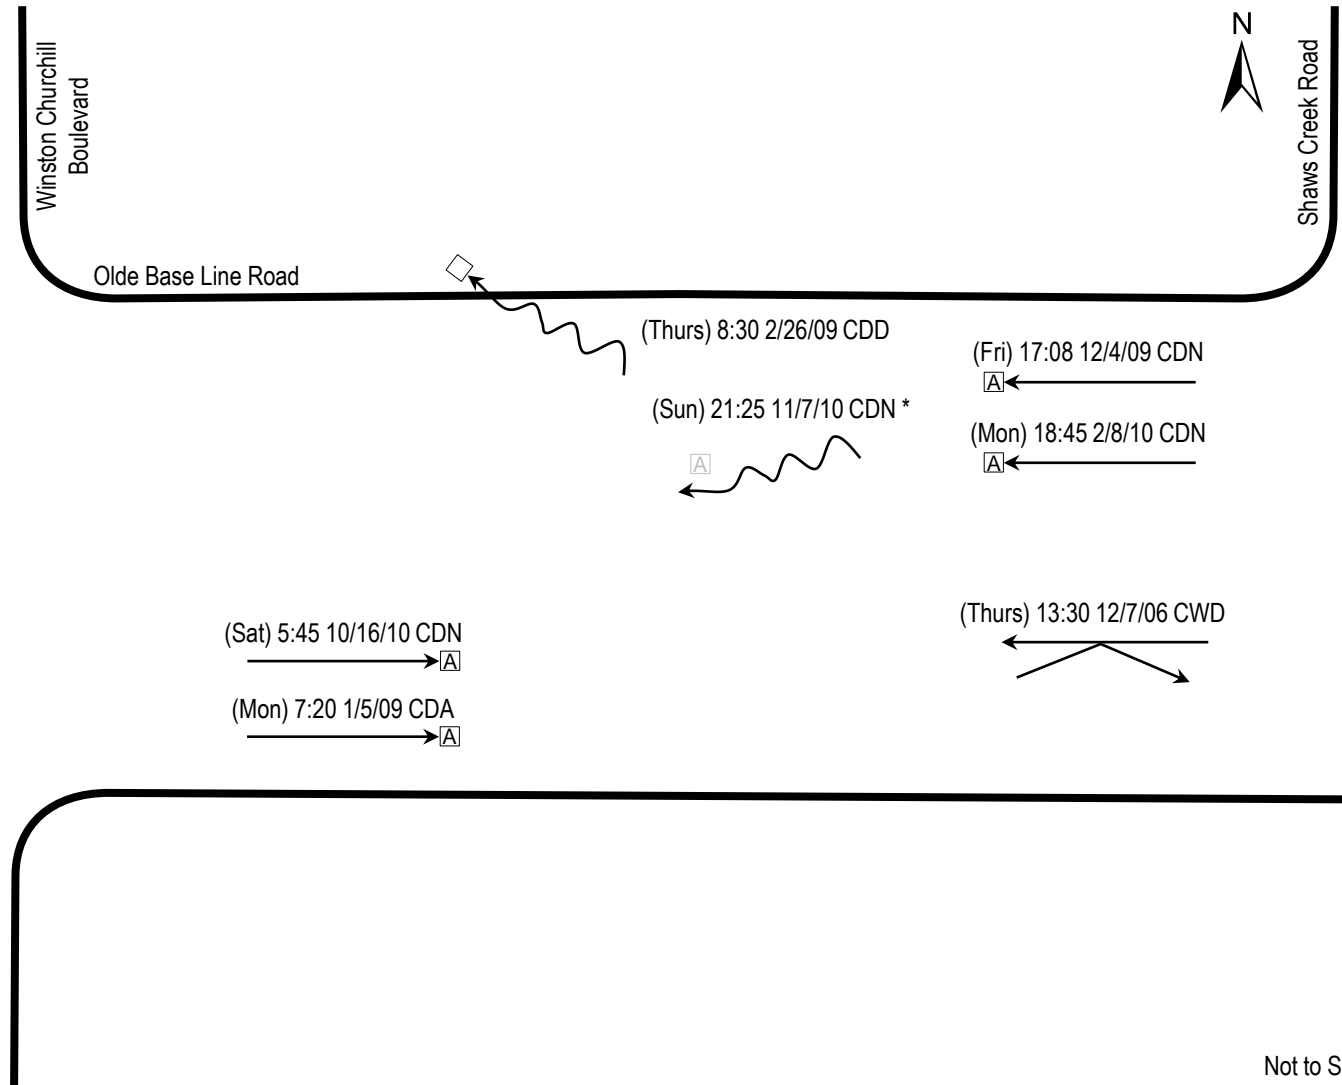 N
Winston Churchill
Boulevard
Shaws Creek Road
Olde Base Line Road
(Thurs) 8:30 2/26/09 CDD
(Fri) 17:08 12/4/09 CDN
A
(Sun) 21:25 11/7/10 CDN *
(Mon) 18:45 2/8/10 CDN
A
A
(Thurs) 13:30 12/7/06 CWD
(Sat) 5:45 10/16/10 CDN
A
(Mon) 7:20 1/5/09 CDA
A
Not to S